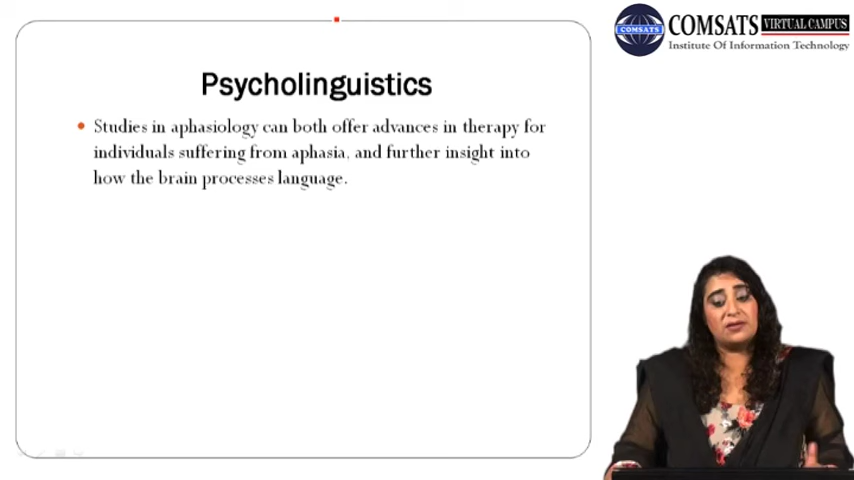 COMSATS VIRTUAL CAMPUS
COMSATS
Institute Of Information Technology
Psycholinguistics
Studies in aphasiology can both offer advances in therapy for
individuals suffering from aphasia, and further insight into
how the brain processes language.